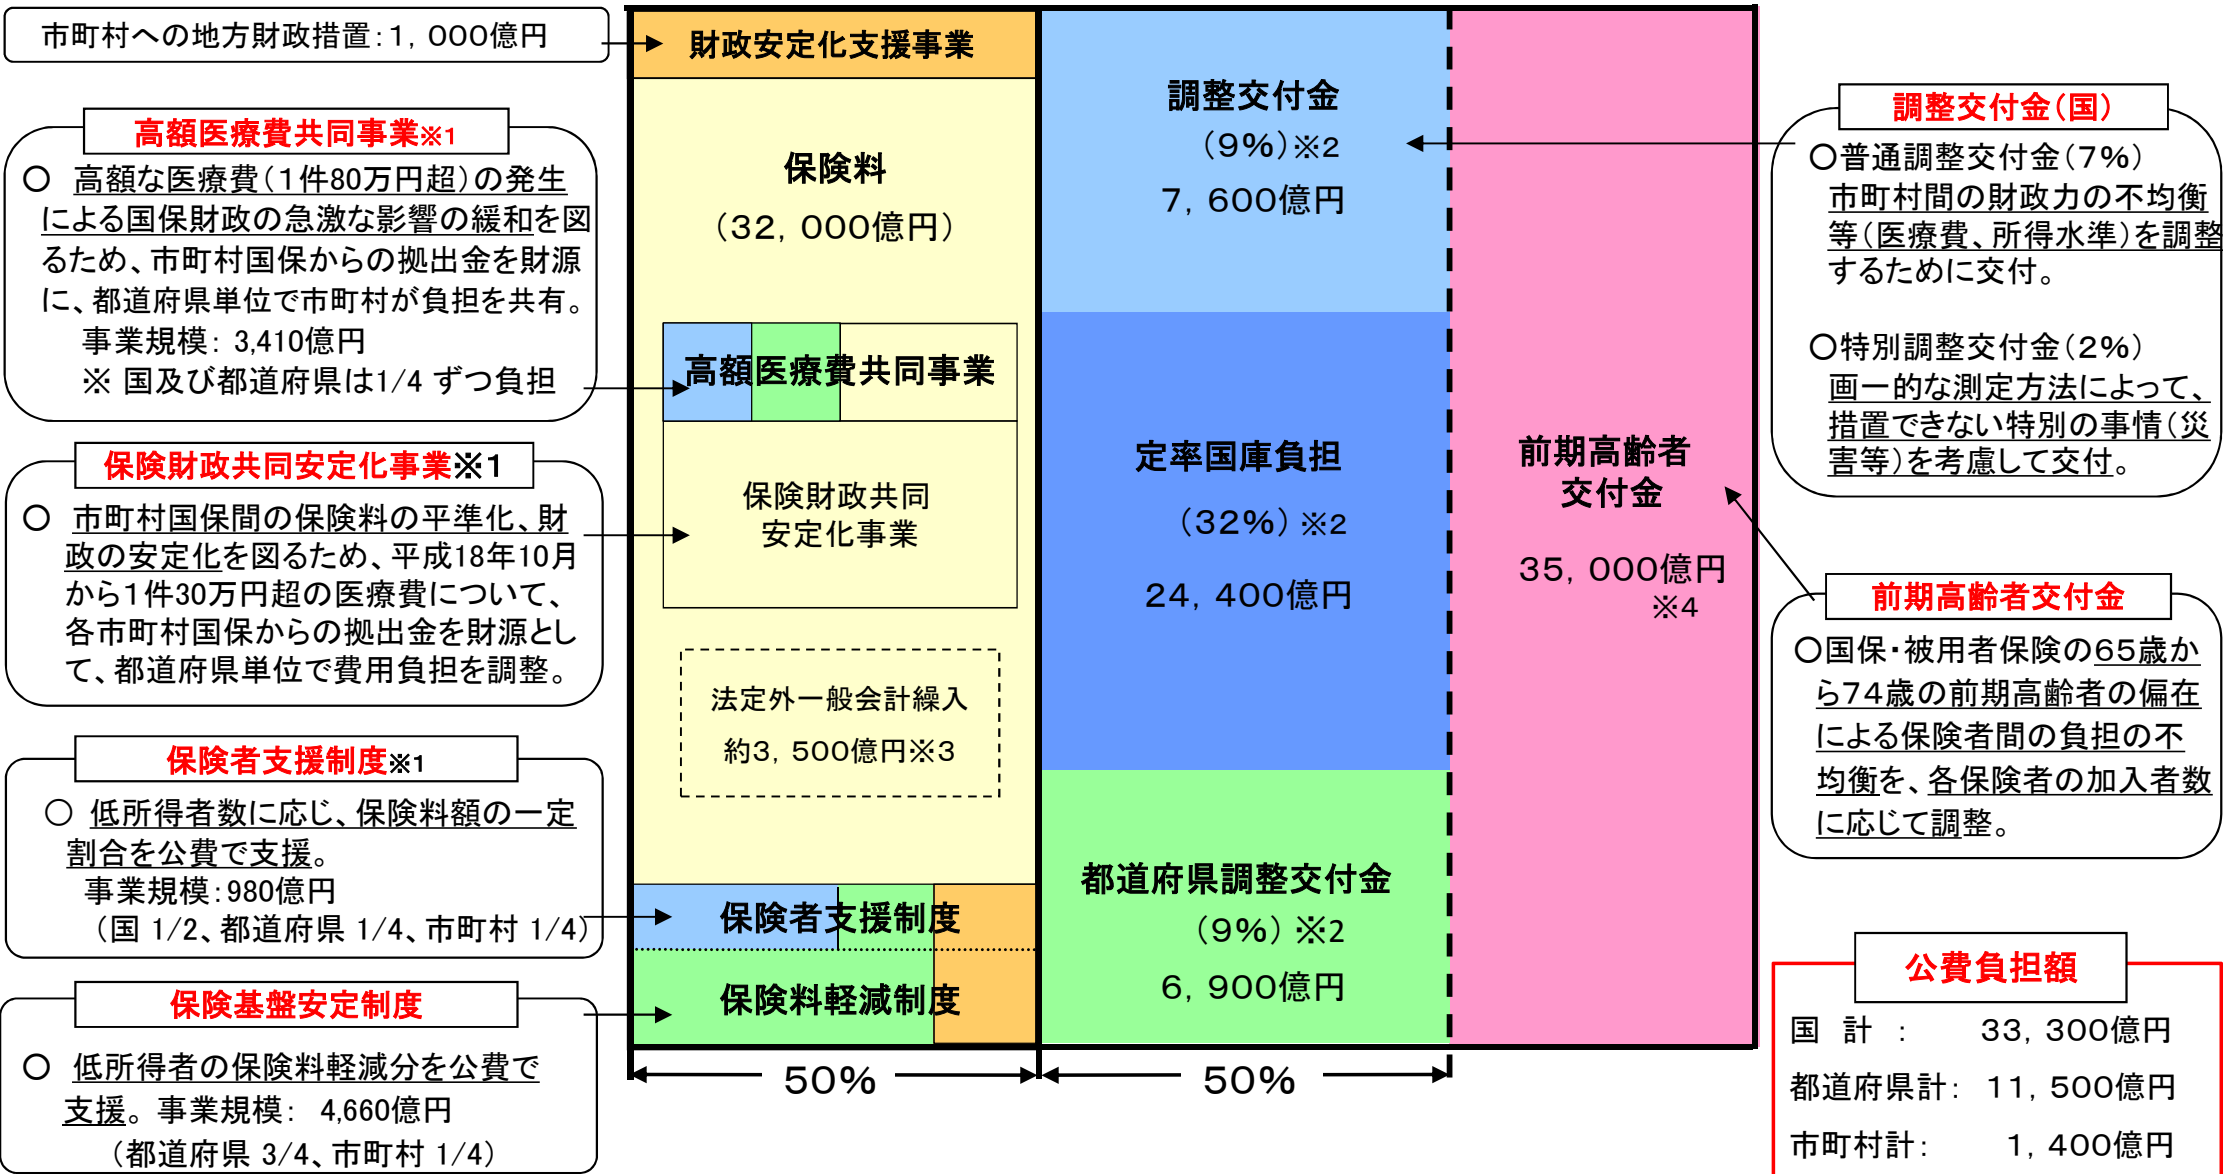 市町村への地方財政措置：1，000億円
高額医療費共同事業※1
○ 高額な医療費（１件80万円超）の発生
による国保財政の急激な影響の緩和を図
るため、市町村国保からの拠出金を財源
に、都道府県単位で市町村が負担を共有。
事業規模： 3,410億円
※ 国及び都道府県は1/4 ずつ負担
保険財政共同安定化事業※1
○ 市町村国保間の保険料の平準化、財
政の安定化を図るため、平成18年10月
から１件30万円超の医療費について、
各市町村国保からの拠出金を財源とし
て、都道府県単位で費用負担を調整。
保険者支援制度※1
○ 低所得者数に応じ、保険料額の一定
割合を公費で支援。
事業規模：980億円
（国 1/2、都道府県 1/4、市町村 1/4）
保険基盤安定制度
○ 低所得者の保険料軽減分を公費で
支援。事業規模： 4,660億円
（都道府県 3/4、市町村 1/4）
財政安定化支援事業
保険料
（32，000億円）
高額医療費共同事業
保険財政共同
安定化事業
法定外一般会計繰入
約3，500億円※3
保険者支援制度
保険料軽減制度
50%
調整交付金
（9%）※2
7，600億円
定率国庫負担
（32%）※2
24，400億円
都道府県調整交付金
（9%）※2
6，900億円
50%
前期高齢者
交付金
35，000億円
※4
調整交付金（国）
○普通調整交付金（7%）
市町村間の財政力の不均衡
等（医療費、所得水準）を調整
するために交付。
○特別調整交付金（2%）
画一的な測定方法によって、
措置できない特別の事情（災
害等）を考慮して交付。
前期高齢者交付金
○国保・被用者保険の65歳か
ら74歳の前期高齢者の偏在
による保険者間の負担の不
均衡を、各保険者の加入者数
に応じて調整。
公費負担額
国 計 ： 33，300億円
都道府県計： 11，500億円
市町村計： 1，400億円